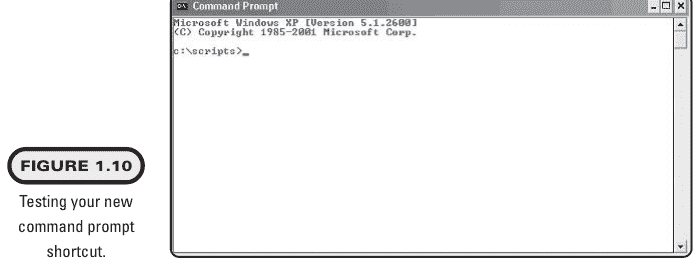 Command Prompt
Microsoft Windows XP [Version 5.1.2600]
(C) Copyright 1985-2001 Microsoft Corp.
c:\scripts>_
FIGURE 1.10
Testing your new
command prompt
shortcut.